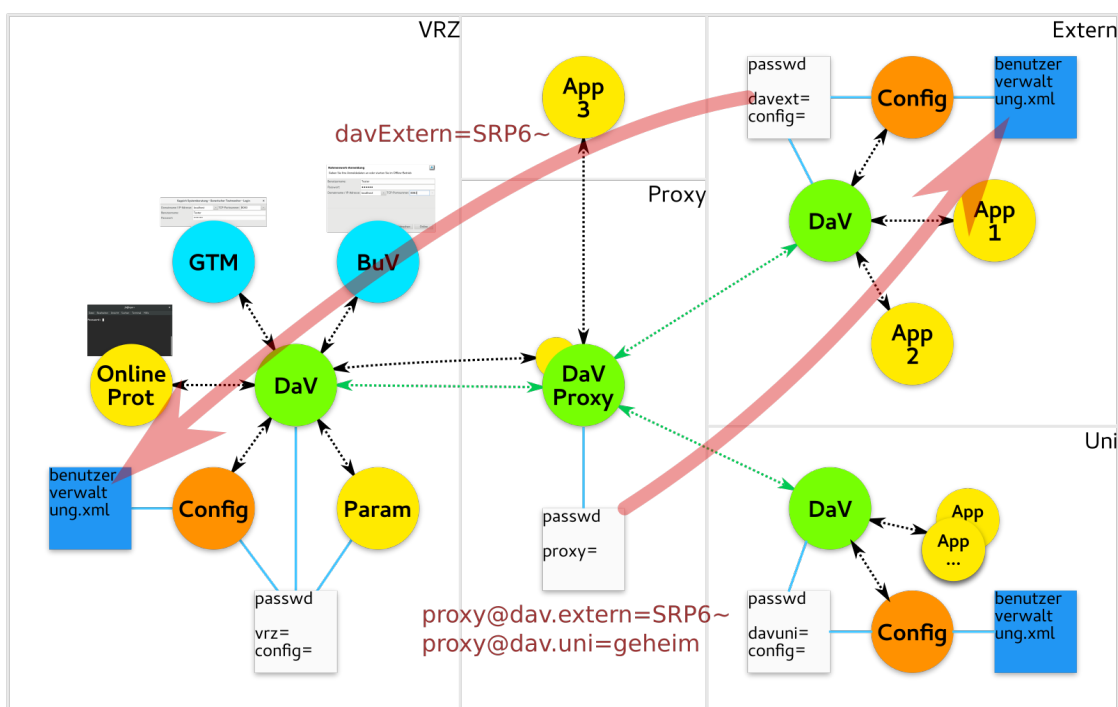 VRZ
Extern
App
3
passwd
davext=
config=
Config
benutzer
verwalt
ung.xml
davExtern=SRP6~
Proxy
DaV
App
1
GTM
BuV
App
2
Online
Prot
DaV
DaV
Proxy
Uni
benutzer
verwalt
ung.xml
Config
Param
passwd
proxy=
DaV
App
App
...
passwd
vrz=
config=
proxy@dav.extern=SRP6~
proxy@dav.uni=geheim
passwd
davuni=
config=
Config
benutzer
verwalt
ung.xml